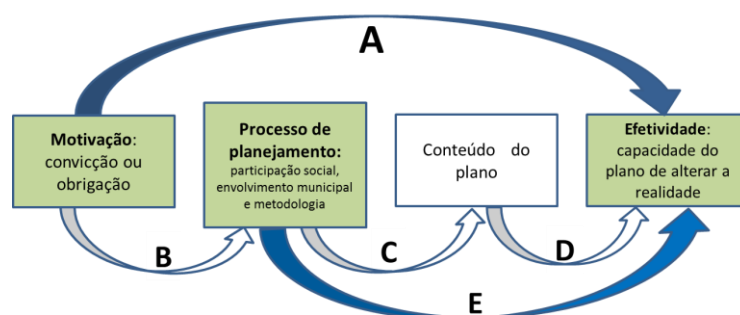 A
Motivação:
convicção ou
obrigação
Processo de
planejamento:
participação social,
envolvimento municipal
e metodologia
Conteúdo do
plano
Efetividade:
capacidade do
plano de alterar a
realidade
B
C
D
E